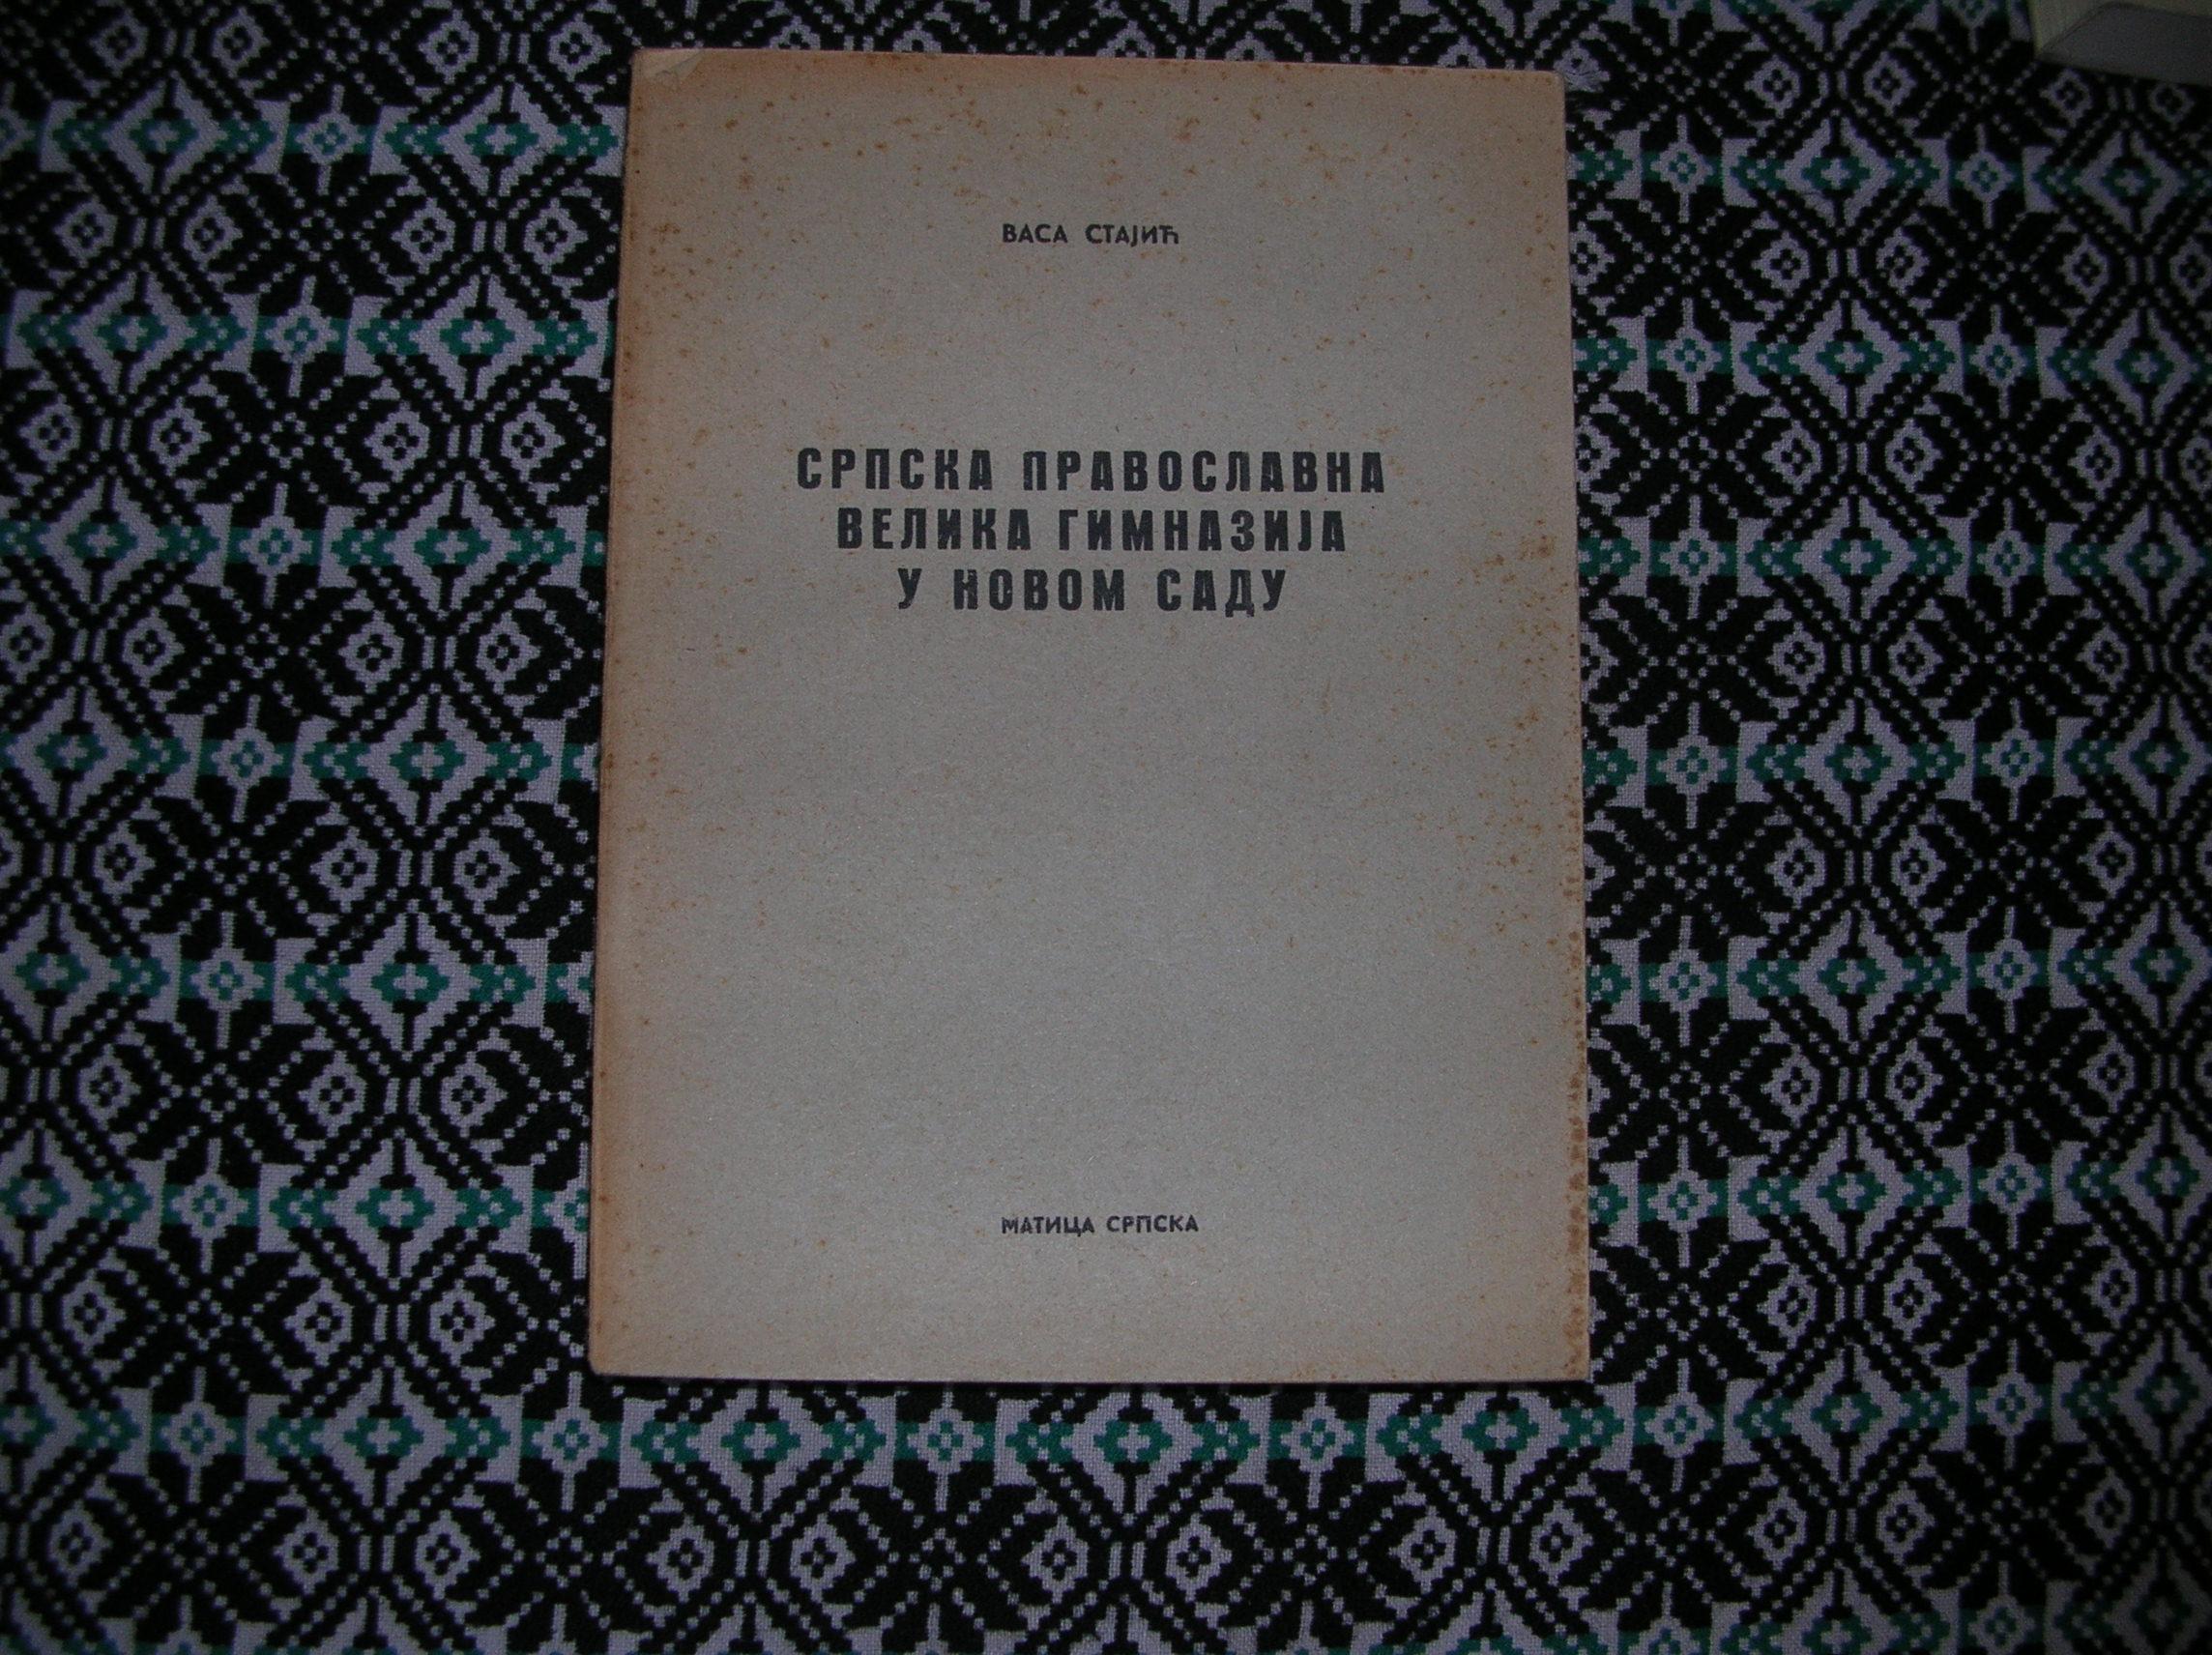 ВАСА СТАЈИЋ
СРПСКА ПРАВОСЛАВНА
ВЕЛИКА ГИМНАЗИЈА
У НОВОМ САДУ
МАТИЦА СРПСКА